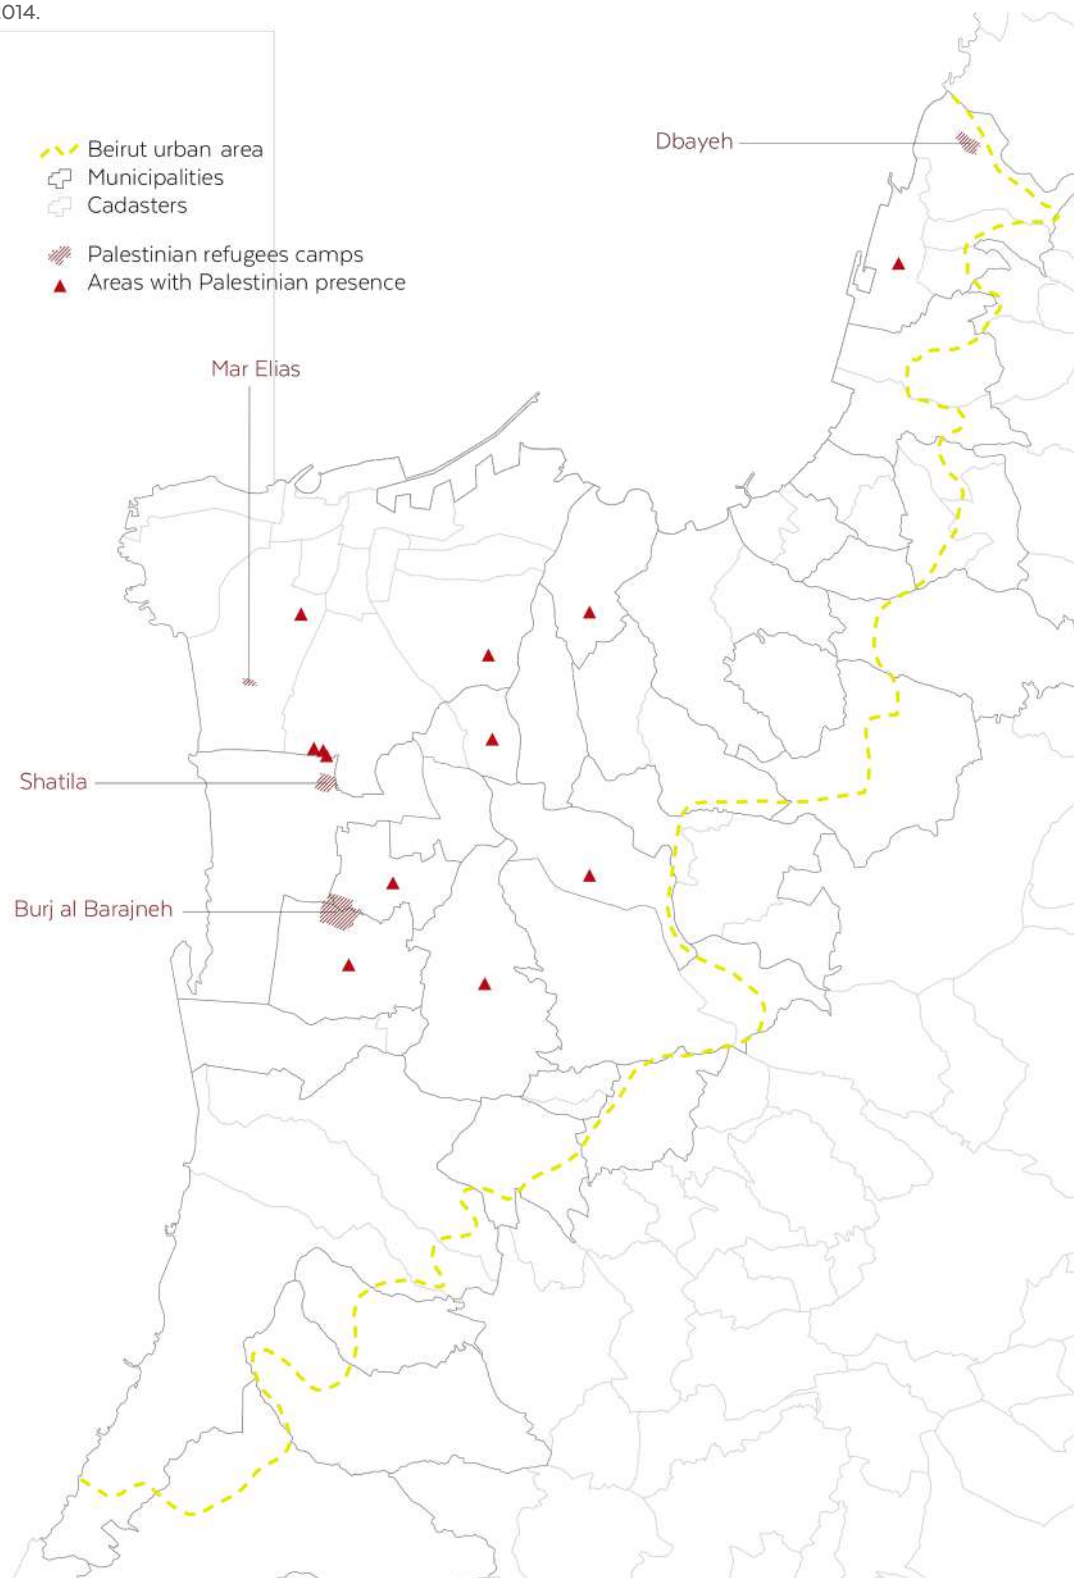 2014.
Beirut urban area
Municipalities
Cadasters
Palestinian refugees camps
Areas with Palestinian presence
Dbayeh
Mar Elias
Shatila
Burj al Barajneh